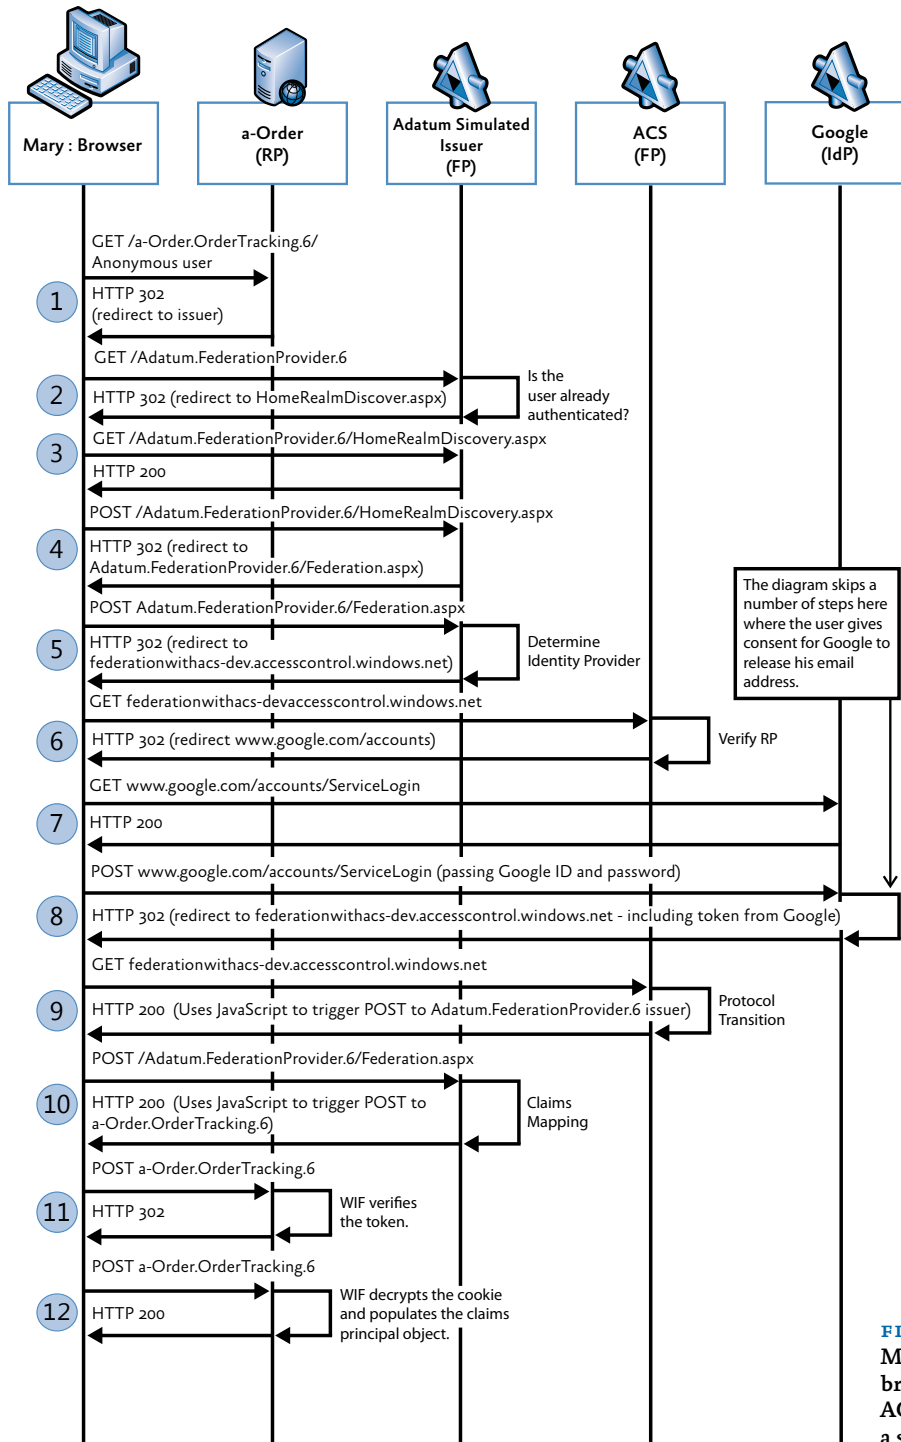 Mary : Browser
a-Order
(RP)
Adatum Simulated
Issuer
(FP)
ACS
(FP)
Google
(IdP)
GET /a-Order.OrderTracking.6/
Anonymous user
1
HTTP 302
(redirect to issuer)
GET /Adatum.FederationProvider.6
2
HTTP 302 (redirect to HomeRealmDiscover.aspx)
Is the
user already
authenticated?
3
GET /Adatum.FederationProvider.6/HomeRealmDiscovery.aspx
HTTP 200
POST /Adatum.FederationProvider.6/HomeRealmDiscovery.aspx
4
HTTP 302 (redirect to
Adatum.FederationProvider.6/Federation.aspx)
The diagram skips a
number of steps here
where the user gives
consent for Google to
release his email
address.
POST Adatum.FederationProvider.6/Federation.aspx
5
HTTP 302 (redirect to
federationwithacs-dev.accesscontrol.windows.net)
Determine
Identity Provider
GET federationwithacs-devaccesscontrol.windows.net
6
HTTP 302 (redirect www.google.com/accounts)
Verify RP
GET www.google.com/accounts/ServiceLogin
7
HTTP 200
POST www.google.com/accounts/ServiceLogin (passing Google ID and password)
8
HTTP 302 (redirect to federationwithacs-dev.accesscontrol.windows.net - including token from Google)
GET federationwithacs-dev.accesscontrol.windows.net
9
HTTP 200 (Uses JavaScript to trigger POST to Adatum.FederationProvider.6 issuer)
Protocol
Transition
POST /Adatum.FederationProvider.6/Federation.aspx
10
HTTP 200 (Uses JavaScript to trigger POST to
a-Order.OrderTracking.6)
Claims
Mapping
POST a-Order.OrderTracking.6
11
HTTP 302
WIF verifies
the token.
POST a-Order.OrderTracking.6
12
HTTP 200
WIF decrypts the cookie
and populates the claims
principal object.
M
br
a s